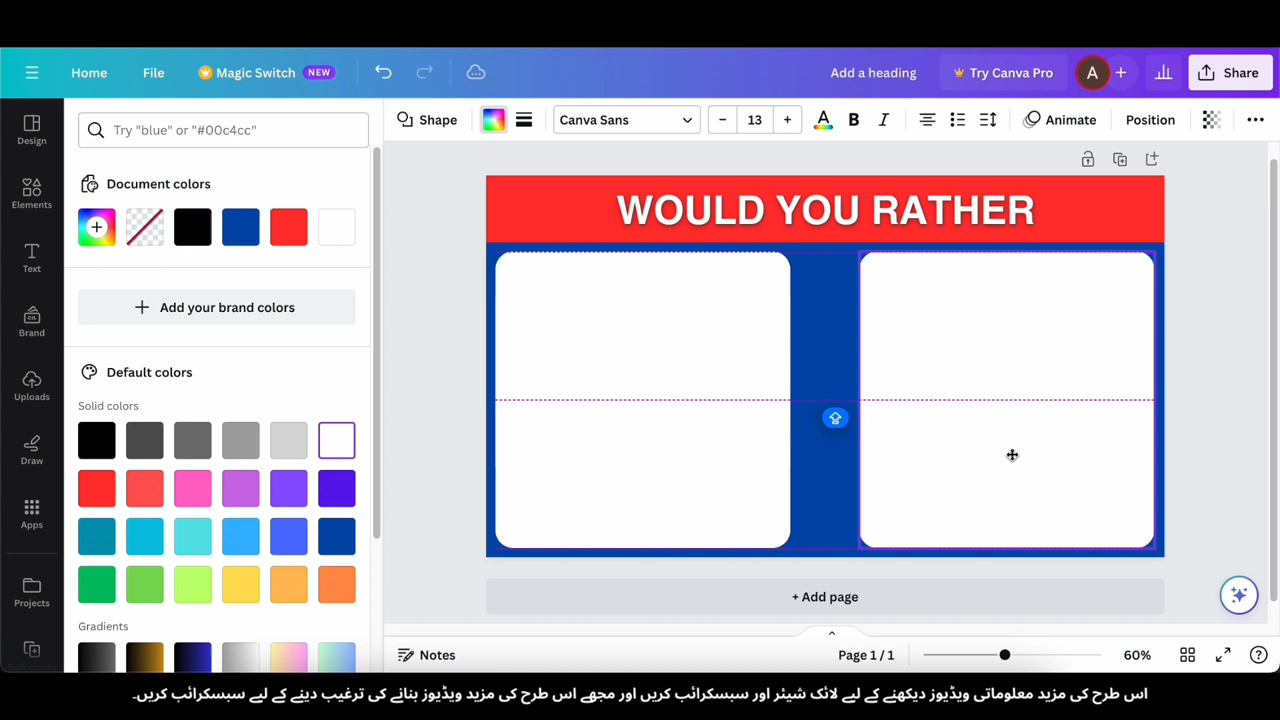 Home
File
Magic Switch NEW
Add a heading
Try Canva Pro
A
Share
Design
Elements
Text
Brand
Uploads
Draw
Apps
Projects
Try "blue" or "#00c4cc"
Document colors
Add your brand colors
Default colors
Solid colors
Gradients
Shape
Canva Sans
13
A
B
I
Animate
Position
WOULD YOU RATHER
+ Add page
Notes
Page 1 / 1
60%
اس طرح کی مزید معلوماتی ویڈیوز دیکھنے کے لیے لائک شیئر اور سبسکرائب کریں اور مجھے اس طرح کی مزید ویڈیوز بنانے کی ترغیب دینے کے لیے سبسکرائب کریں۔